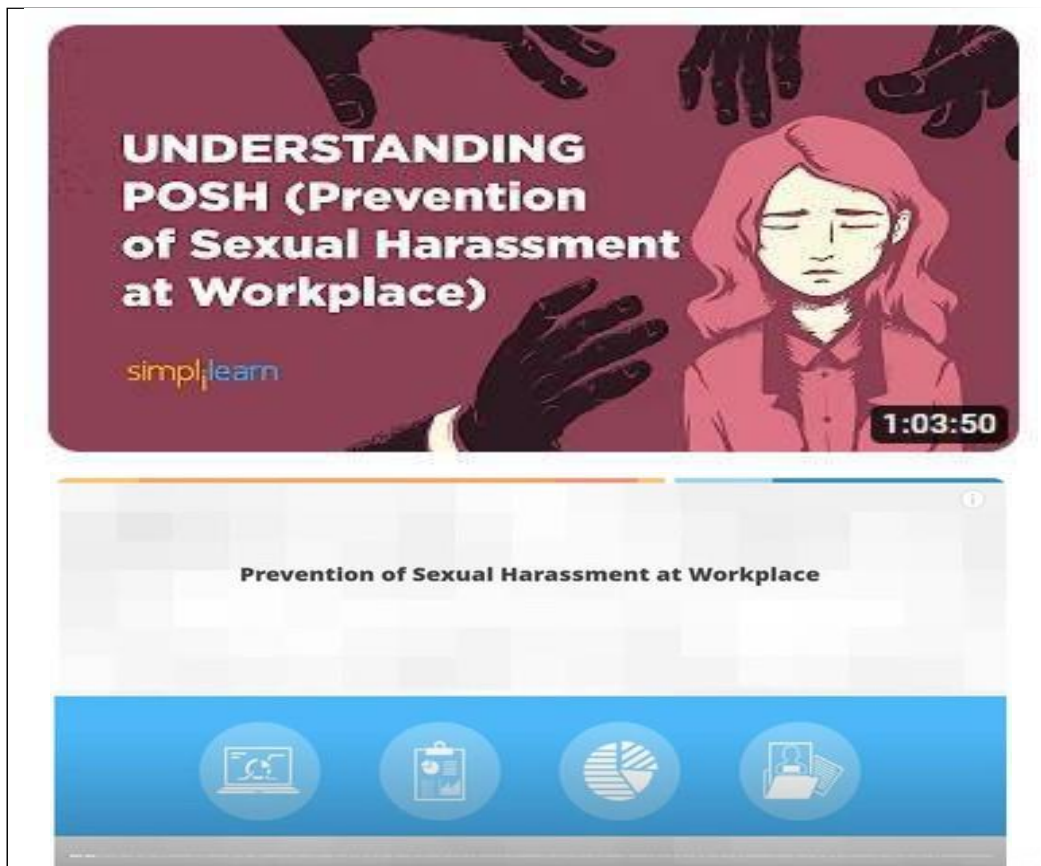 UNDERSTANDING
POSH (Prevention
of Sexual Harassment
at Workplace)
simplilearn
1:03:50
Prevention of Sexual Harassment at Workplace